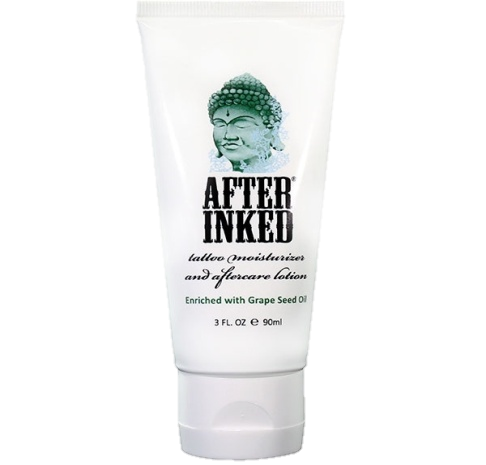 AFTER®
INKED
tattoo moisturizer
and aftercare lotion
Enriched with Grape Seed Oil
3 FL. OZ ℮ 90ml